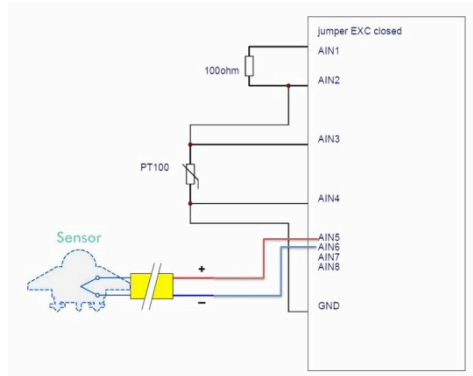 jumper EXC closed
AIN1
100ohm
AIN2
AIN3
PT100
AIN4
Sensor
AIN5
+
AIN6
AIN7
AIN8
−
GND